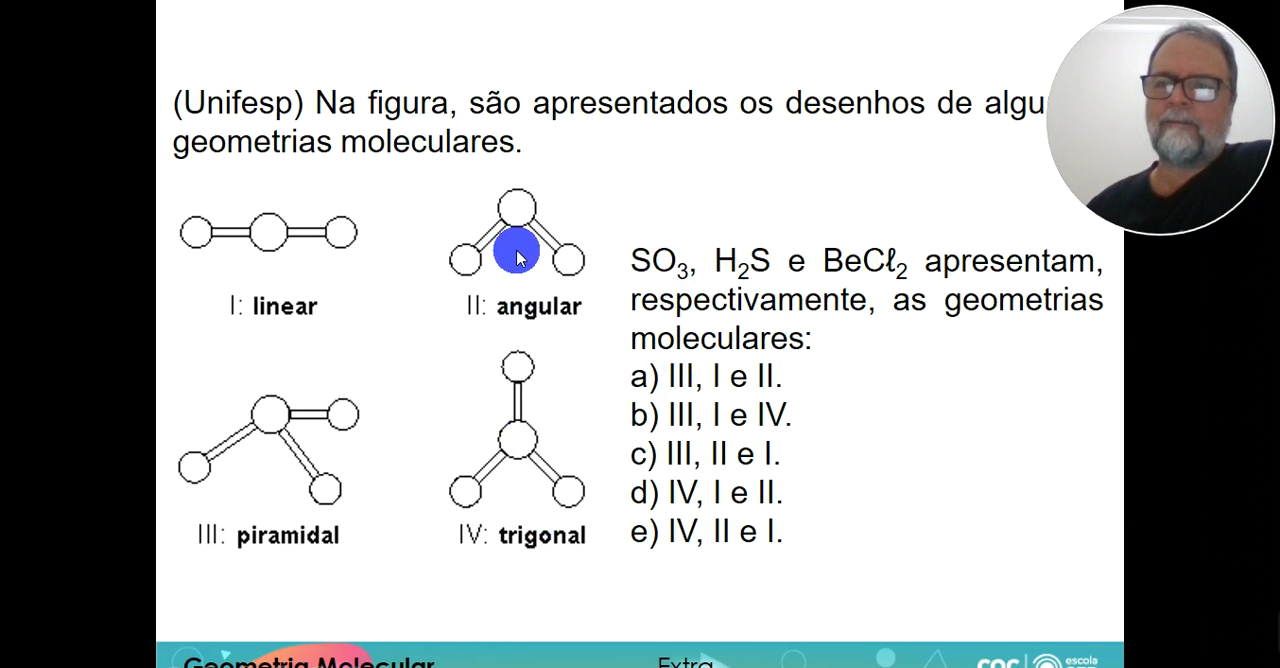 (Unifesp) Na figura, são apresentados os desenhos de algu
geometrias moleculares.
I: linear
II: angular
SO₃, H₂S e BeCℓ₂ apresentam,
respectivamente, as geometrias
moleculares:
a) III, I e II.
b) III, I e IV.
c) III, II e I.
d) IV, I e II.
e) IV, II e I.
III: piramidal
IV: trigonal
Geometria Molecular
Extra
escola